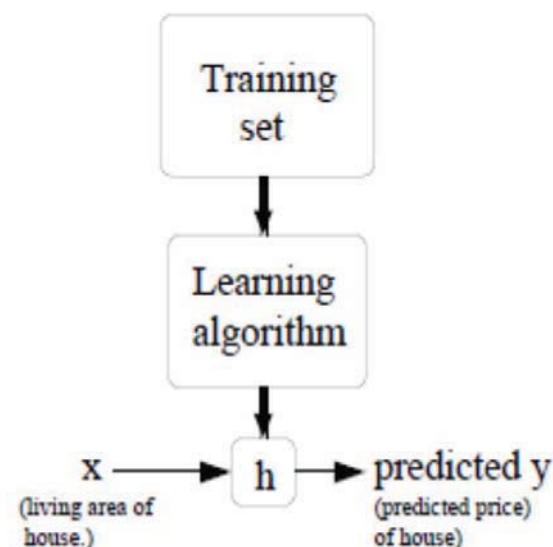 Training
set
Learning
algorithm
x
h
predicted y
(living area of
house.)
(predicted price)
of house)